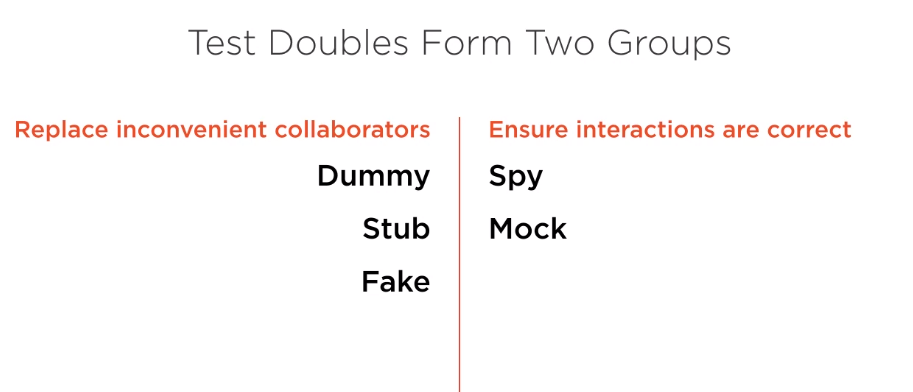 Test Doubles Form Two Groups
Replace inconvenient collaborators
Dummy
Stub
Fake
Ensure interactions are correct
Spy
Mock